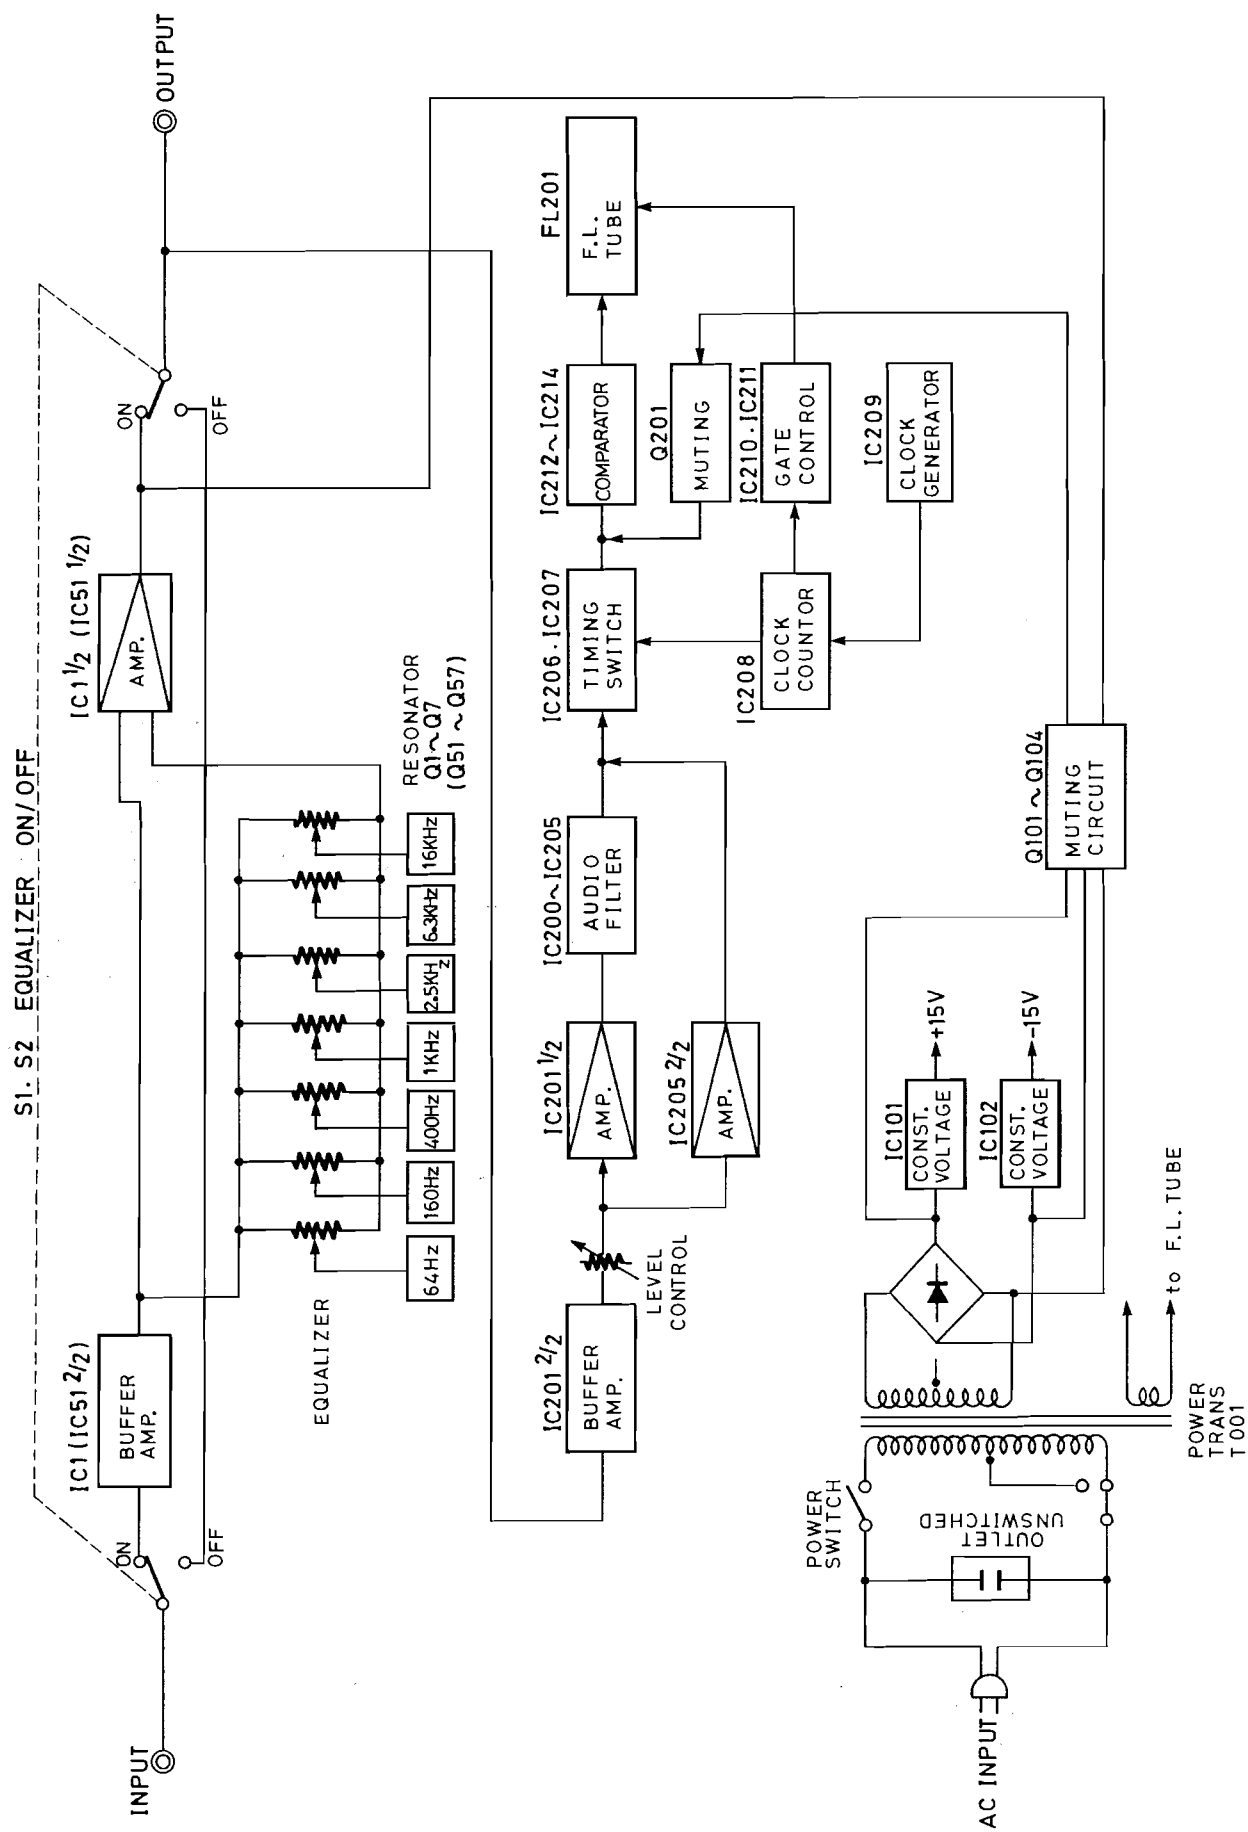 S1. S2 EQUALIZER ON/OFF
INPUT
ON
OFF
IC1 (IC51 2/2)
BUFFER
AMP.
IC1 1/2 (IC51 1/2)
AMP.
ON
OFF
OUTPUT
EQUALIZER
64Hz
160Hz
400Hz
1KHz
2.5KHz
6.3KHz
16KHz
RESONATOR
Q1~Q7
(Q51~Q57)
IC201 2/2
BUFFER
AMP.
LEVEL
CONTROL
IC201 1/2
AMP.
IC205 2/2
AMP.
IC200~IC205
AUDIO
FILTER
IC206·IC207
TIMING
SWITCH
IC212~IC214
COMPARATOR
FL201
F.L.
TUBE
Q201
MUTING
IC208
CLOCK
COUNTOR
IC210·IC211
GATE
CONTROL
IC209
CLOCK
GENERATOR
AC INPUT
POWER
SWITCH
UNSWITCHED
OUTLET
POWER
TRANS
T001
to F.L. TUBE
IC101
CONST.
VOLTAGE
+15V
IC102
CONST.
VOLTAGE
-15V
Q101~Q104
MUTING
CIRCUIT